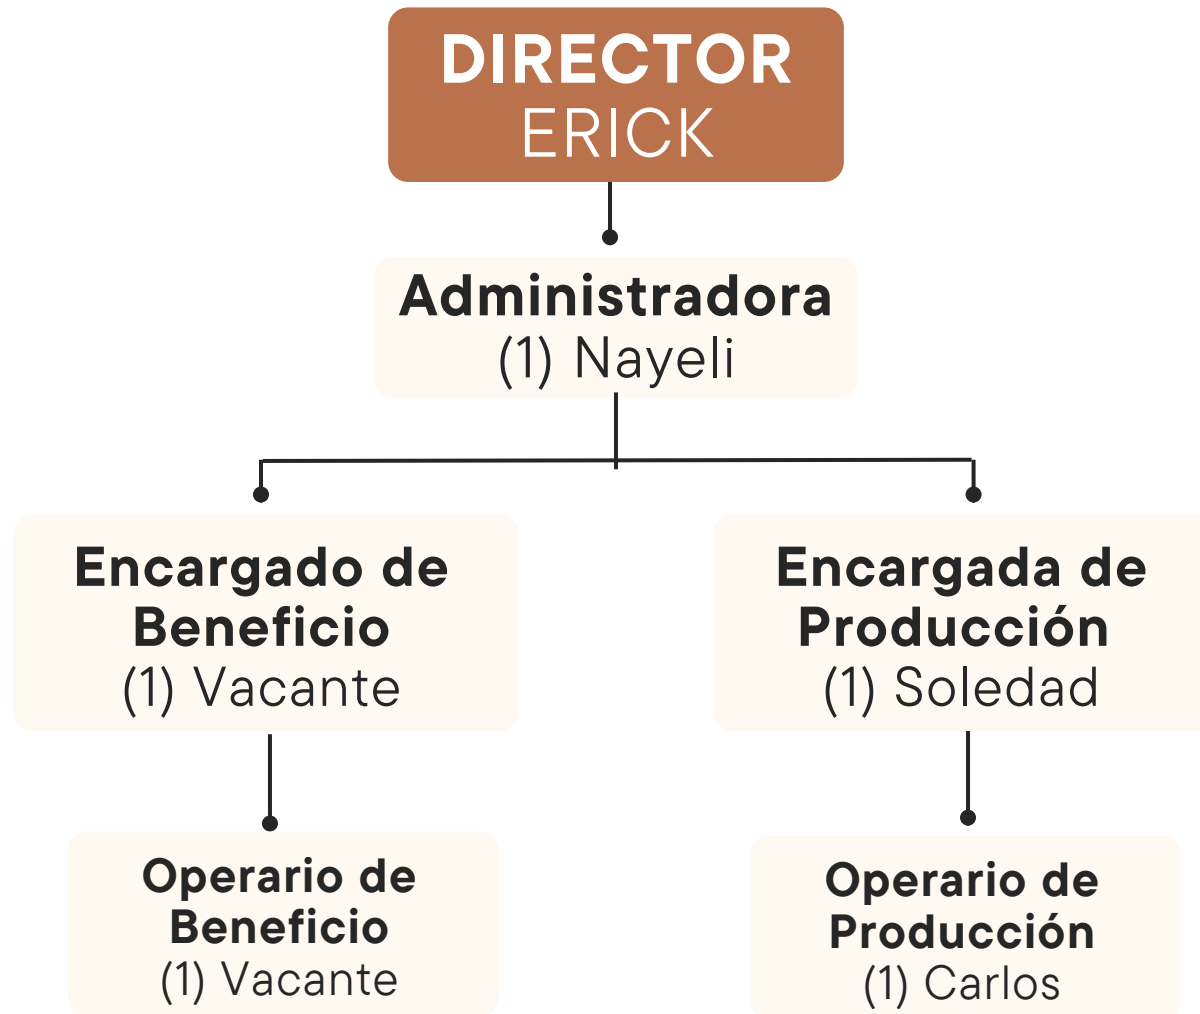 DIRECTOR
ERICK
Administradora
(1) Nayeli
Encargado de
Beneficio
(1) Vacante
Encargada de
Producción
(1) Soledad
Operario de
Beneficio
(1) Vacante
Operario de
Producción
(1) Carlos